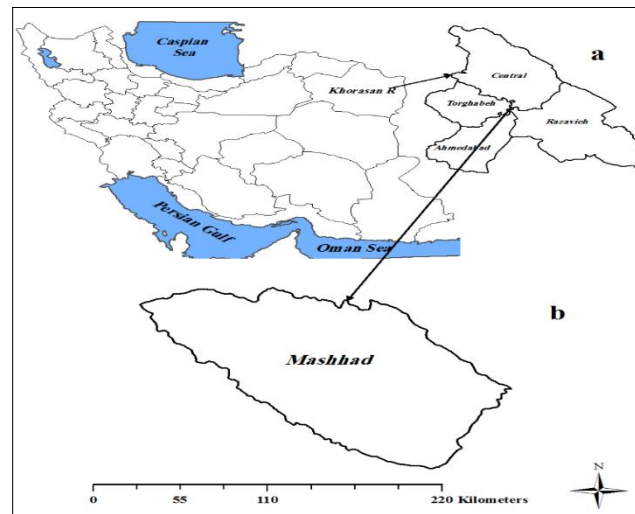 Caspian
Sea
a
Khorasan R
Central
Torghabeh
Razavieh
Ahmedabad
Persian Gulf
Oman Sea
b
Mashhad
N
0 55 110 220 Kilometers